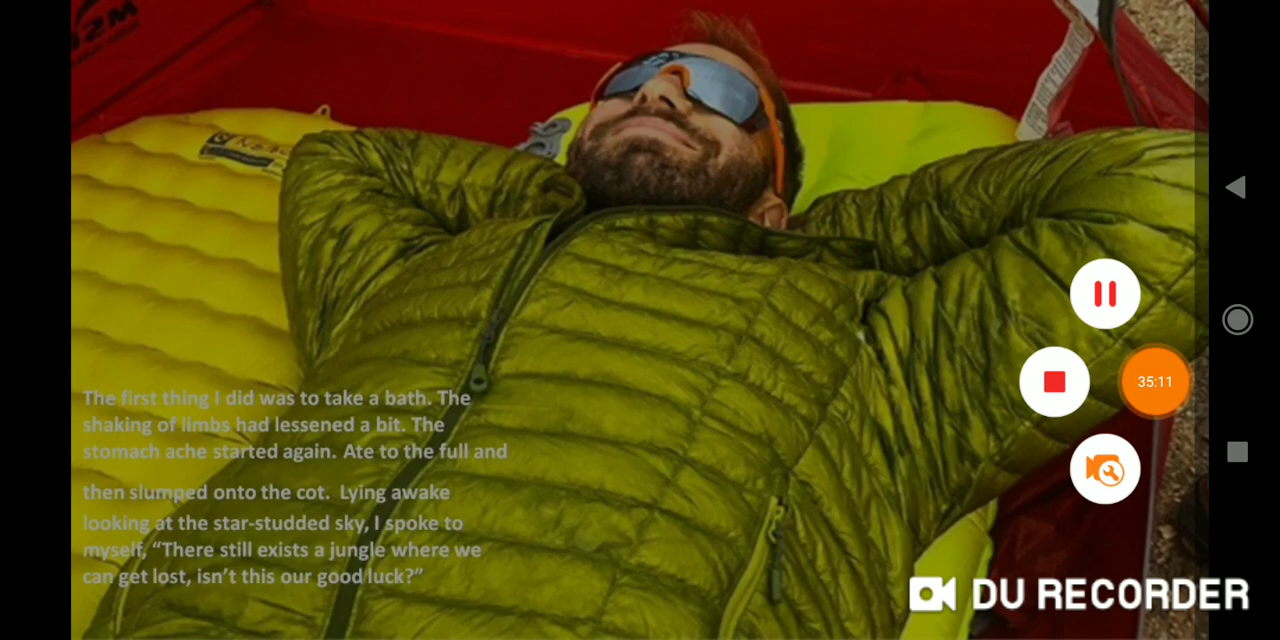 The first thing I did was to take a bath. The
shaking of limbs had lessened a bit. The
stomach ache started again. Ate to the full and
then slumped onto the cot. Lying awake
looking at the star-studded sky, I spoke to
myself, “There still exists a jungle where we
can get lost, isn’t this our good luck?”
35:11
DU RECORDER